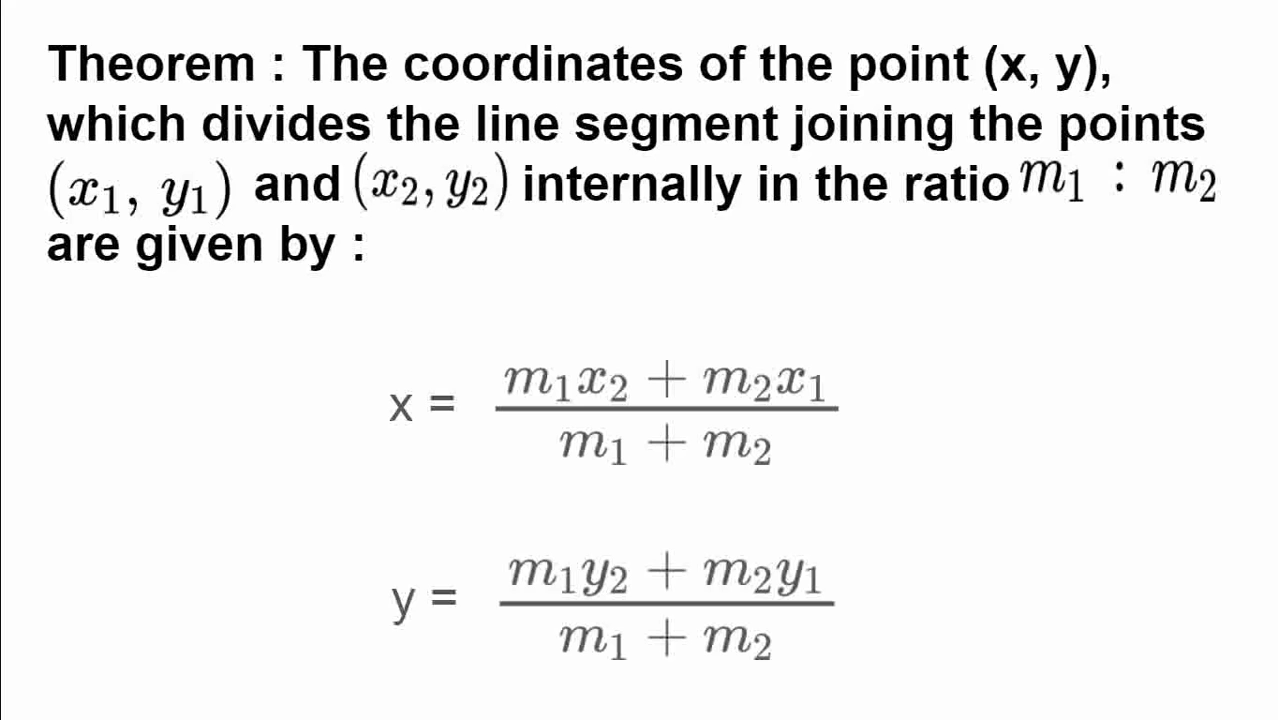 Theorem : The coordinates of the point (x, y),
which divides the line segment joining the points
(x₁, y₁) and (x₂, y₂) internally in the ratio m₁ : m₂
are given by :
x = (m₁x₂ + m₂x₁) / (m₁ + m₂)
y = (m₁y₂ + m₂y₁) / (m₁ + m₂)